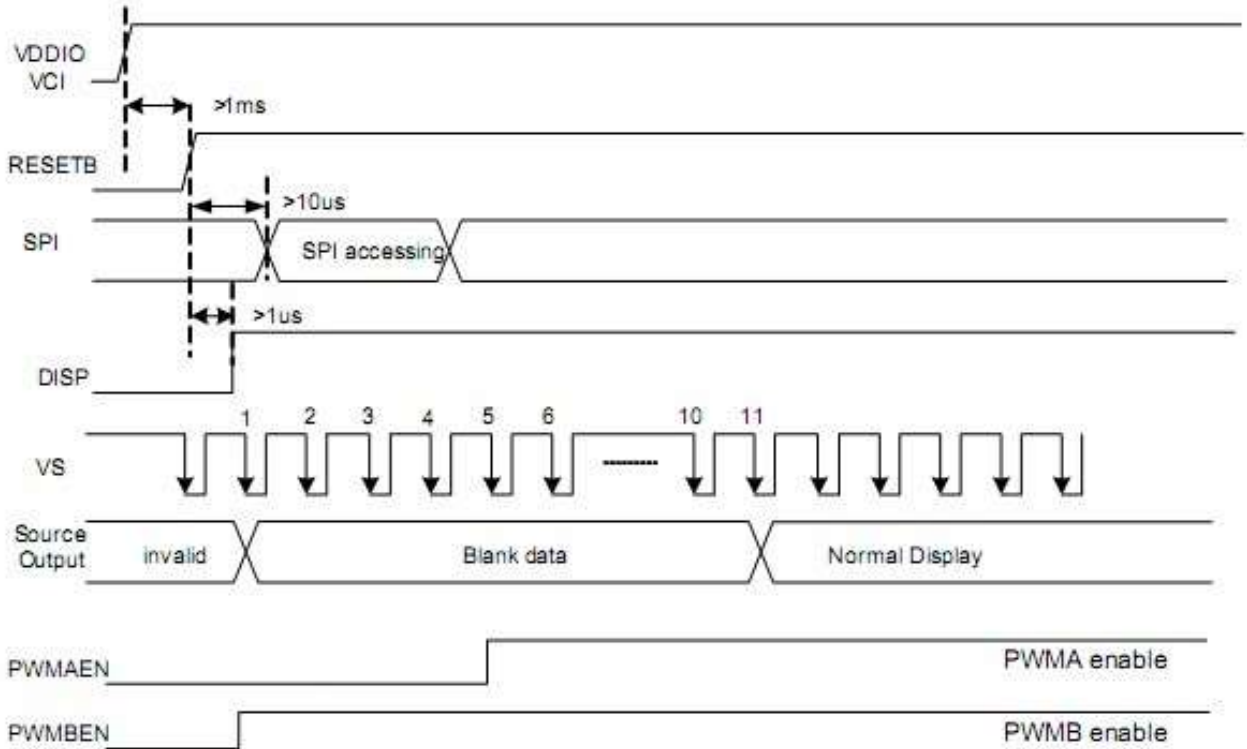 VDDIO
VCI
>1ms
RESETB
>10us
SPI
SPI accessing
>1us
DISP
1 2 3 4 5 6 10 11
VS
Source
Output
invalid
Blank data
Normal Display
PWMAEN
PWMA enable
PWMBEN
PWMB enable